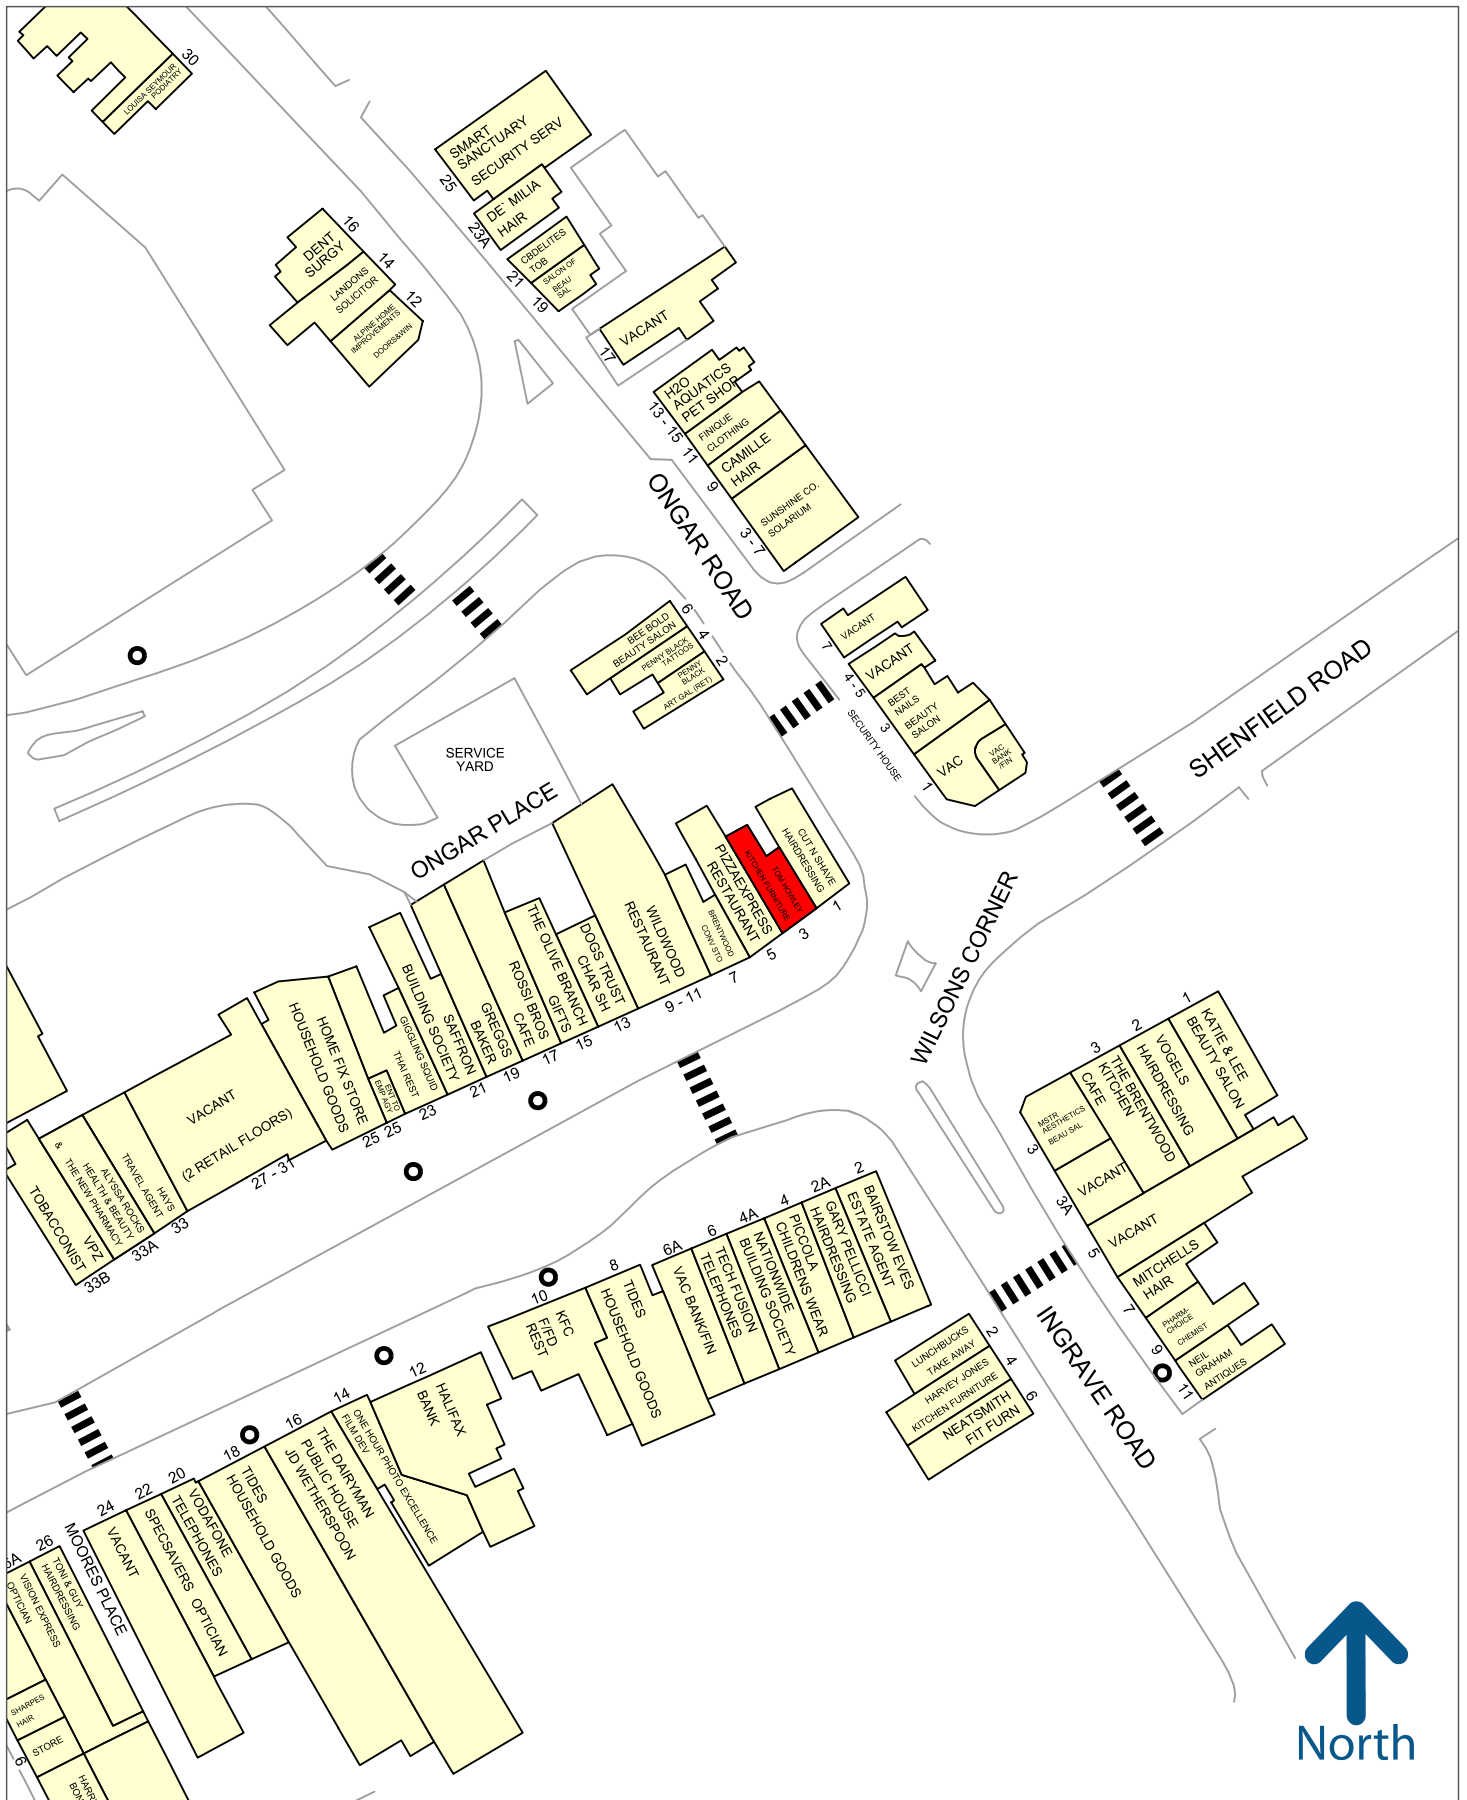 30
LOUISA SEYMOUR
PODIATRY
SMART
SANCTUARY
SECURITY SERV
25
DE` MILIA
HAIR
23A
CBDELITES
TOB
21
SALON OF
BEAU
SAL
19
16
DENT
SURGY
14
LANDONS
SOLICITOR
12
ALPINE HOME
IMPROVEMENTS
DOORS&WIN
VACANT
17
H2O
AQUATICS
PET SHOP
13 - 15
FINIQUE
CLOTHING
11
CAMILLE
HAIR
9
SUNSHINE CO.
SOLARIUM
3 - 7
ONGAR ROAD
BEE BOLD
BEAUTY SALON
6
PENNY BLACK
TATTOOS
4
PENNY
BLACK
ART GAL (RET)
2
VACANT
7
VACANT
4 - 5
BEST
NAILS
BEAUTY
SALON
3
SECURITY HOUSE
VAC
VAC
BANK
/FIN
1
SHENFIELD ROAD
SERVICE
YARD
ONGAR PLACE
CUT N SHAVE
HAIRDRESSING
1
TOM HOWLEY
KITCHEN FURNITURE
3
PIZZAEXPRESS
RESTAURANT
5
BRENTWOOD
CONV STO
7
WILDWOOD
RESTAURANT
9 - 11
DOGS TRUST
CHAR SH
13
THE OLIVE BRANCH
GIFTS
15
ROSSI BROS
CAFE
17
GREGGS
BAKER
19
SAFFRON
BUILDING SOCIETY
21
GIGGLING SQUID
THAI REST
23
ENT TO
EMP AGY
25
HOME FIX STORE
HOUSEHOLD GOODS
25
VACANT
(2 RETAIL FLOORS)
27 - 31
HAYS
TRAVEL AGENT
33
ALYSSA ROCKS
HEALTH & BEAUTY
&
THE NEW PHARMACY
33A
VPZ
TOBACCONIST
33B
WILSONS CORNER
KATIE & LEE
BEAUTY SALON
1
VOGELS
HAIRDRESSING
2
THE BRENTWOOD
KITCHEN
CAFE
3
MSTR
AESTHETICS
BEAU SAL
3
VACANT
3A
VACANT
5
MITCHELLS
HAIR
7
PHARM-
CHOICE
CHEMIST
9
NEIL
GRAHAM
ANTIQUES
11
INGRAVE ROAD
LUNCHBUCKS
TAKE AWAY
2
HARVEY JONES
KITCHEN FURNITURE
4
NEATSMITH
FIT FURN
6
2
BAIRSTOW EVES
ESTATE AGENT
2A
GARY PELLICCI
HAIRDRESSING
4
PICCOLA
CHILDRENS WEAR
4A
NATIONWIDE
BUILDING SOCIETY
6
TECH FUSION
TELEPHONES
6A
VAC BANK/FIN
8
TIDES
HOUSEHOLD GOODS
10
KFC
F/FD
REST
12
HALIFAX
BANK
14
ONE HOUR PHOTO EXCELLENCE
FILM DEV
16
THE DAIRYMAN
PUBLIC HOUSE
JD WETHERSPOON
18
TIDES
HOUSEHOLD GOODS
20
VODAFONE
TELEPHONES
22
SPECSAVERS OPTICIAN
24
VACANT
MOORES PLACE
26
TONI & GUY
HAIRDRESSING
VISION EXPRESS
OPTICIAN
SHARPES
HAIR
STORE
6
North